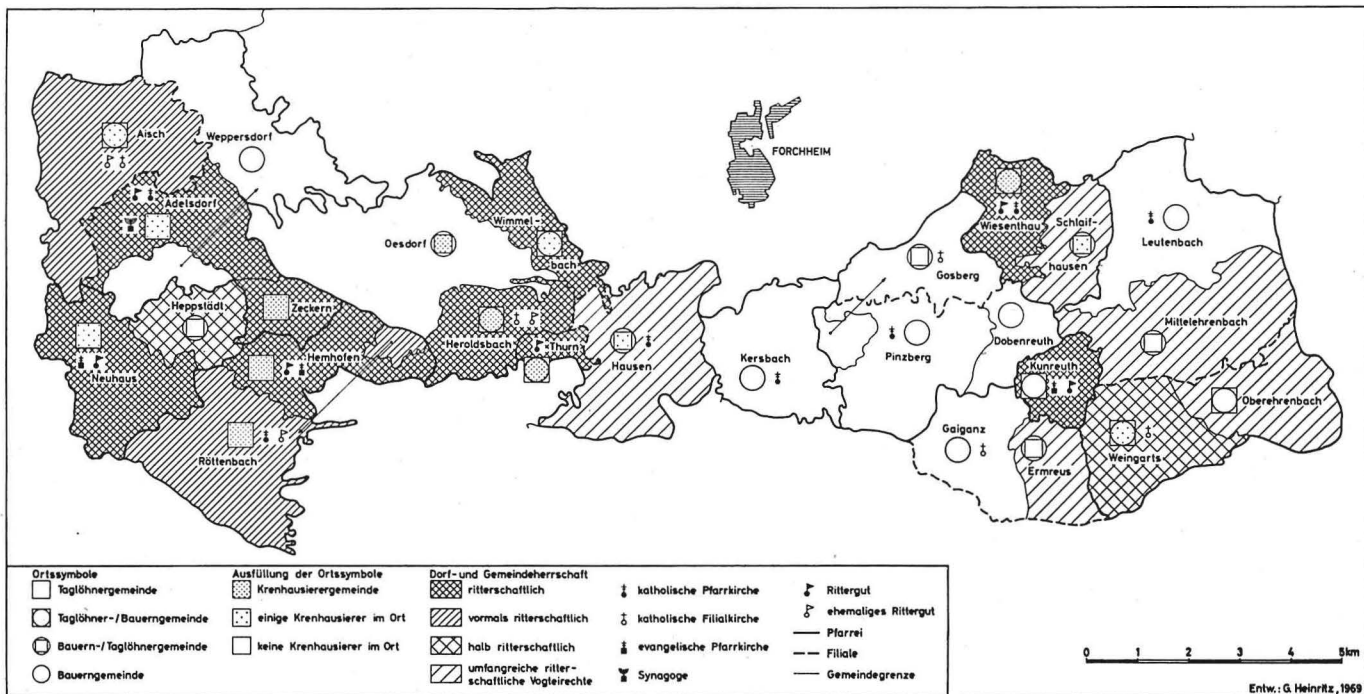 Aisch
Weppersdorf
FORCHHEIM
Adelsdorf
Wimmel-
bach
Oesdorf
Wiesenthau
Schlaif-
hausen
Leutenbach
Gosberg
Heppstädt
Zeckern
Mittelehrenbach
Dobenreuth
Heroldsbach
Thurn
Pinzberg
Hemhofen
Hausen
Kersbach
Kunreuth
Neuhaus
Oberehrenbach
Gaiganz
Weingarts
Röttenbach
Ermreus
Ortssymbole
Taglöhnergemeinde
Taglöhner-/Bauerngemeinde
Bauern-/Taglöhnergemeinde
Bauerngemeinde
Ausfüllung der Ortssymbole
Krenhausierergemeinde
einige Krenhausierer im Ort
keine Krenhausierer im Ort
Dorf-und Gemeindeherrschaft
ritterschaftlich
vormals ritterschaftlich
halb ritterschaftlich
umfangreiche ritter-
schaftliche Vogteirechte
katholische Pfarrkirche
katholische Filialkirche
evangelische Pfarrkirche
Synagoge
Rittergut
ehemaliges Rittergut
Pfarrei
Filiale
Gemeindegrenze
0 1 2 3 4 5km
Entw.: G. Heinritz, 1969